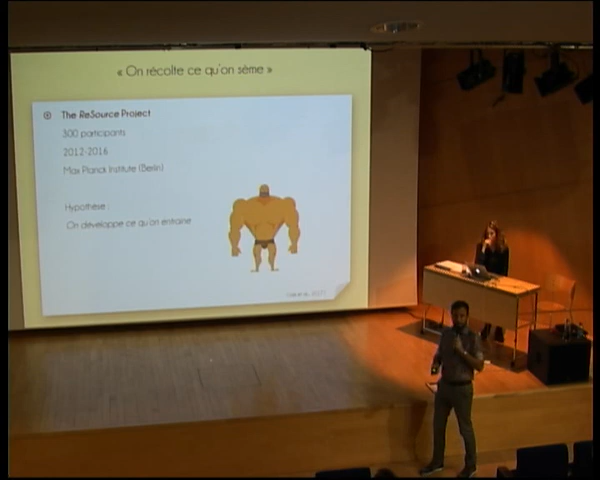 « On récolte ce qu'on sème »
The ReSource Project
300 participants
2012-2016
Max Planck Institute (Berlin)
Hypothèse :
On développe ce qu'on entraîne